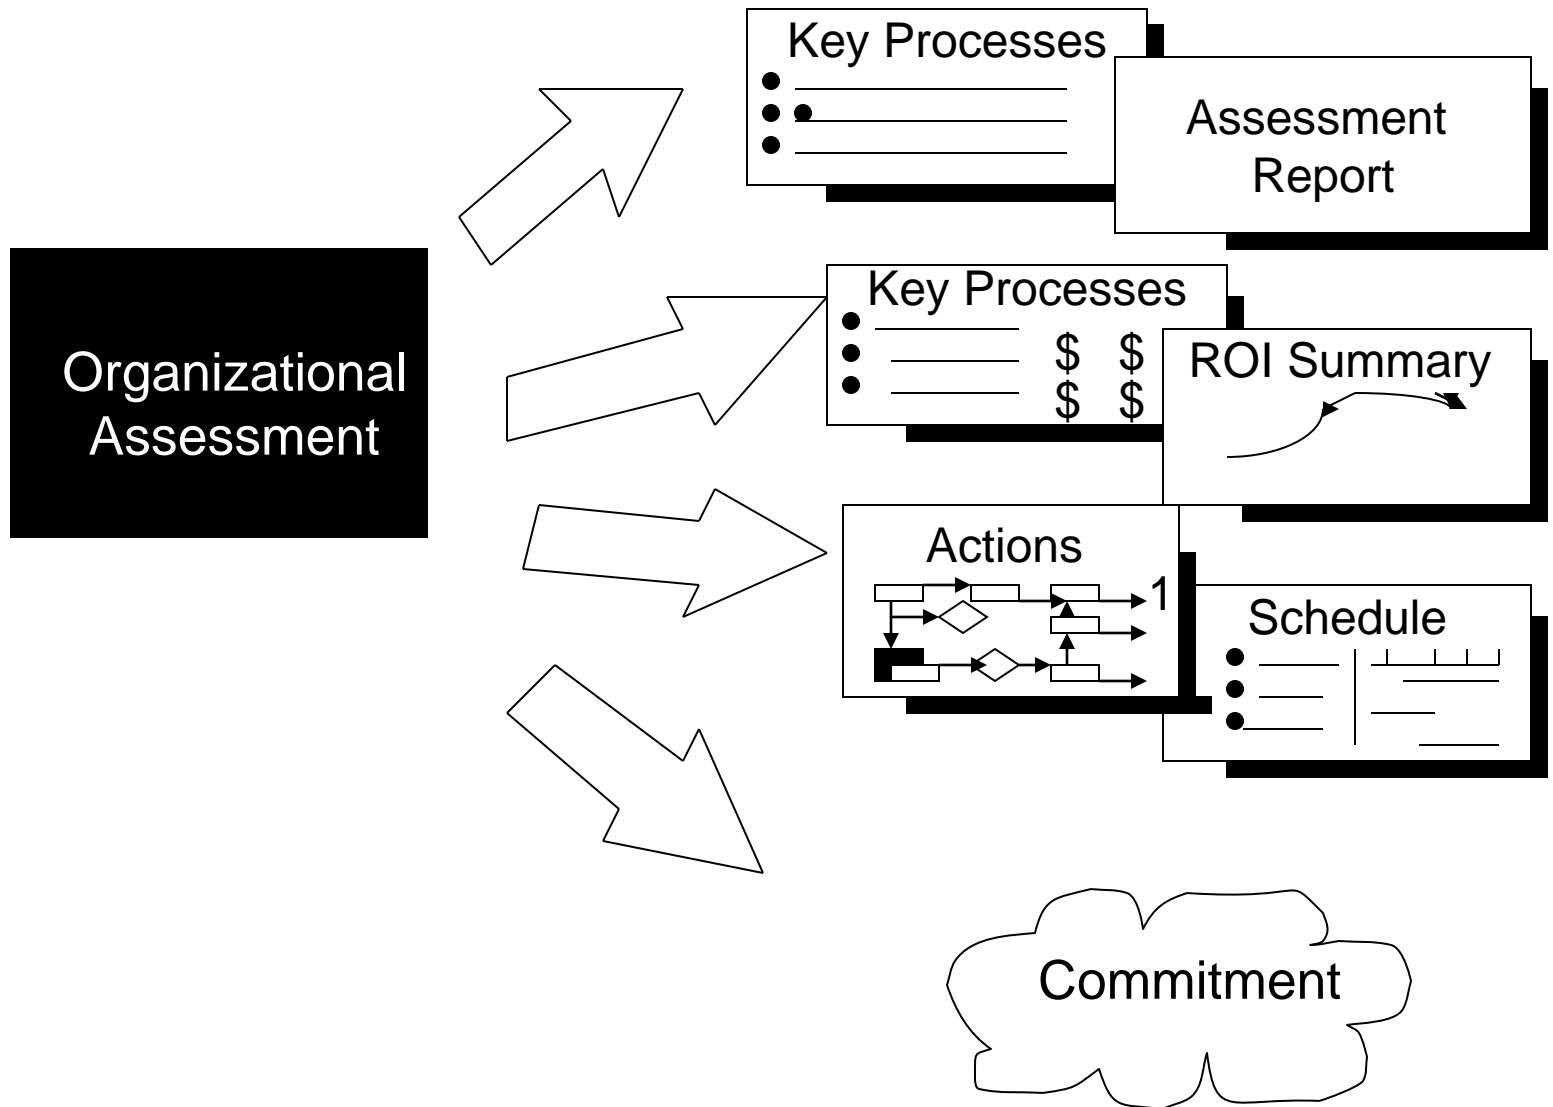 Key Processes
Assessment
Report
Organizational
Assessment
Key Processes
$ $
$ $
ROI Summary
Actions
1
Schedule
Commitment